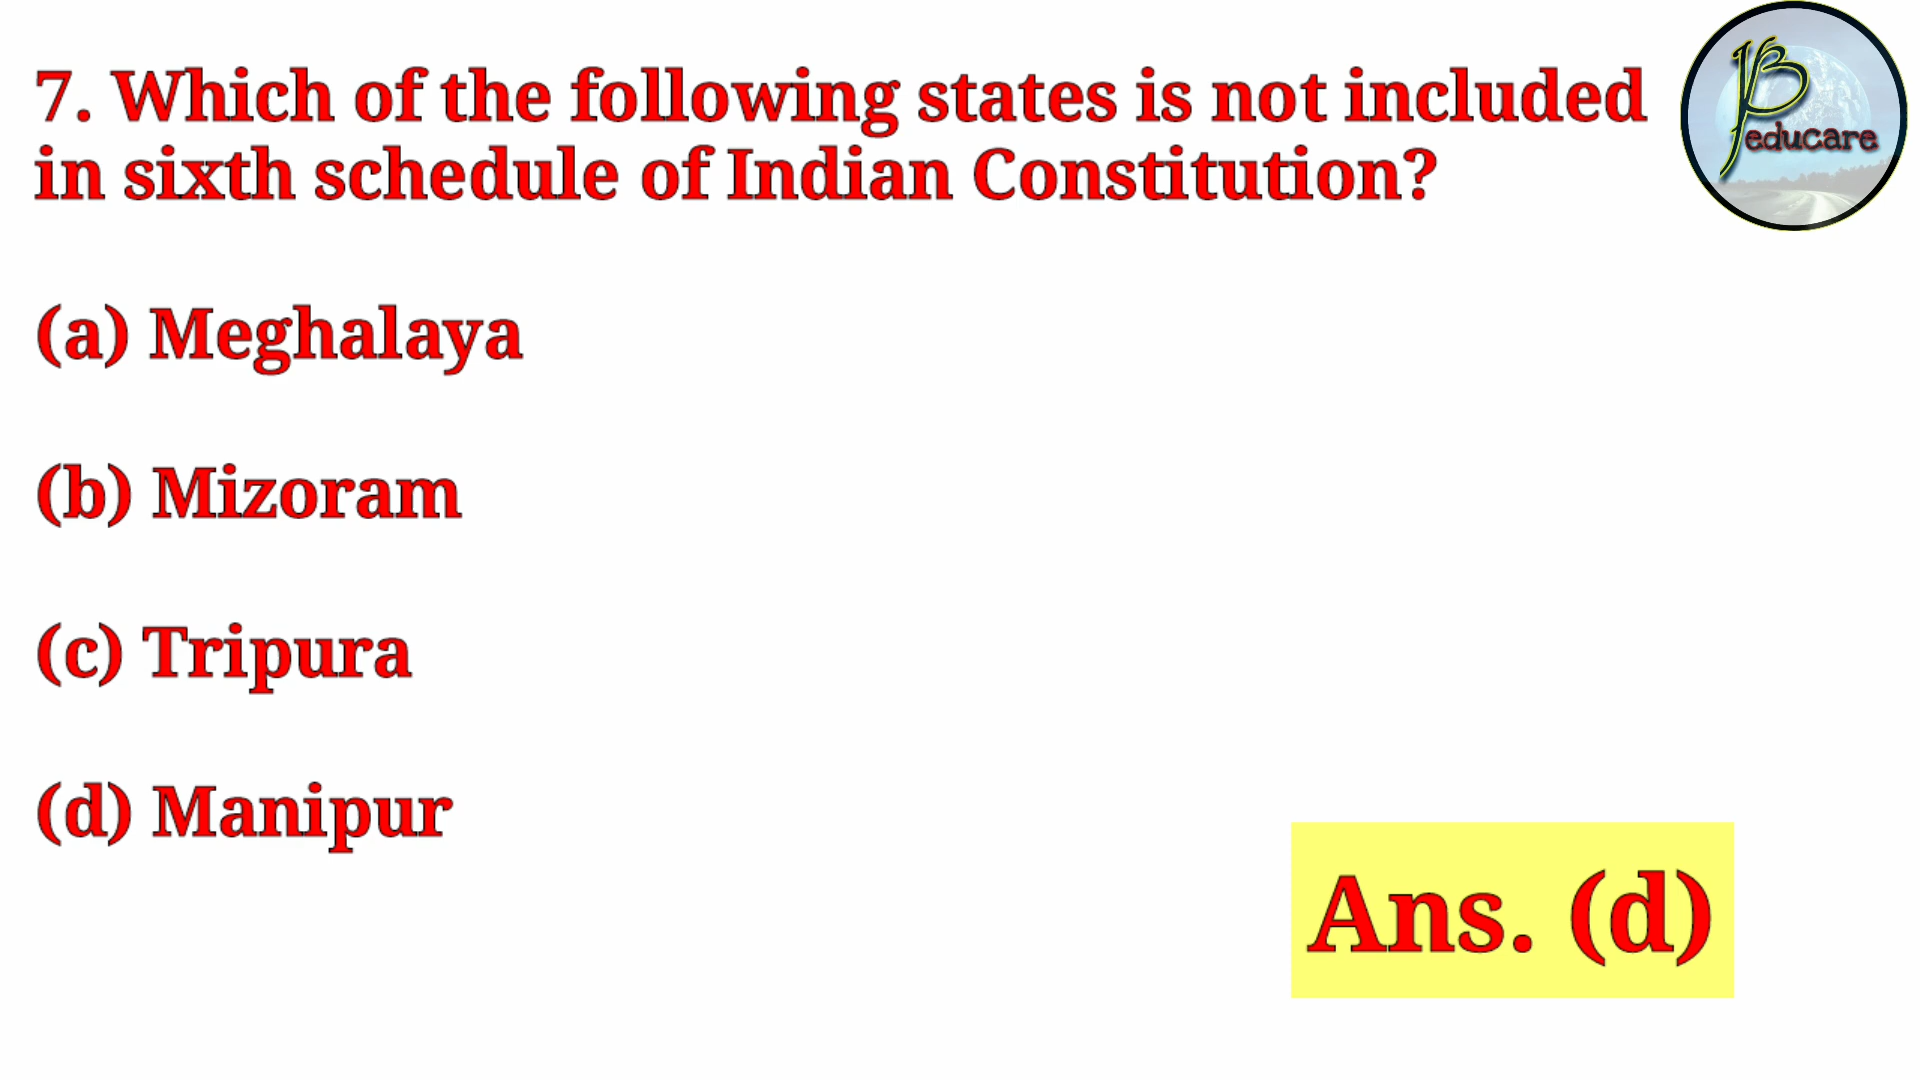 7. Which of the following states is not included
in sixth schedule of Indian Constitution?
(a) Meghalaya
(b) Mizoram
(c) Tripura
(d) Manipur
Ans. (d)
educare